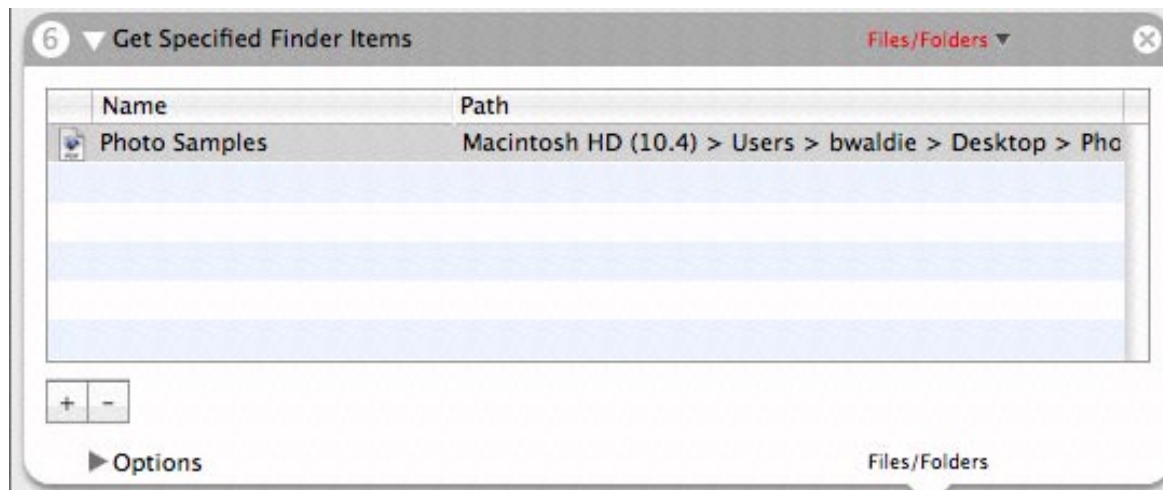 6 Get Specified Finder Items Files/Folders
Name Path
Photo Samples Macintosh HD (10.4) > Users > bwaldie > Desktop > Pho
+ -
Options Files/Folders